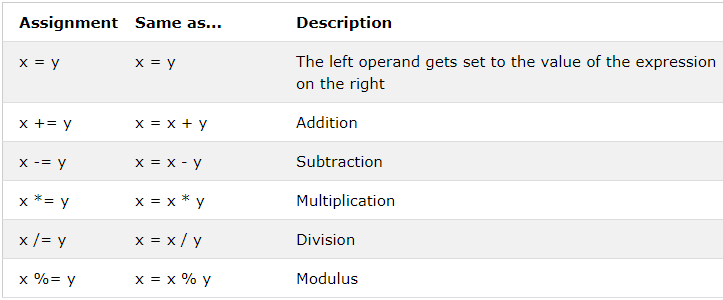 Assignment Same as... Description
x = y x = y The left operand gets set to the value of the expression
on the right
x += y x = x + y Addition
x -= y x = x - y Subtraction
x *= y x = x * y Multiplication
x /= y x = x / y Division
x %= y x = x % y Modulus